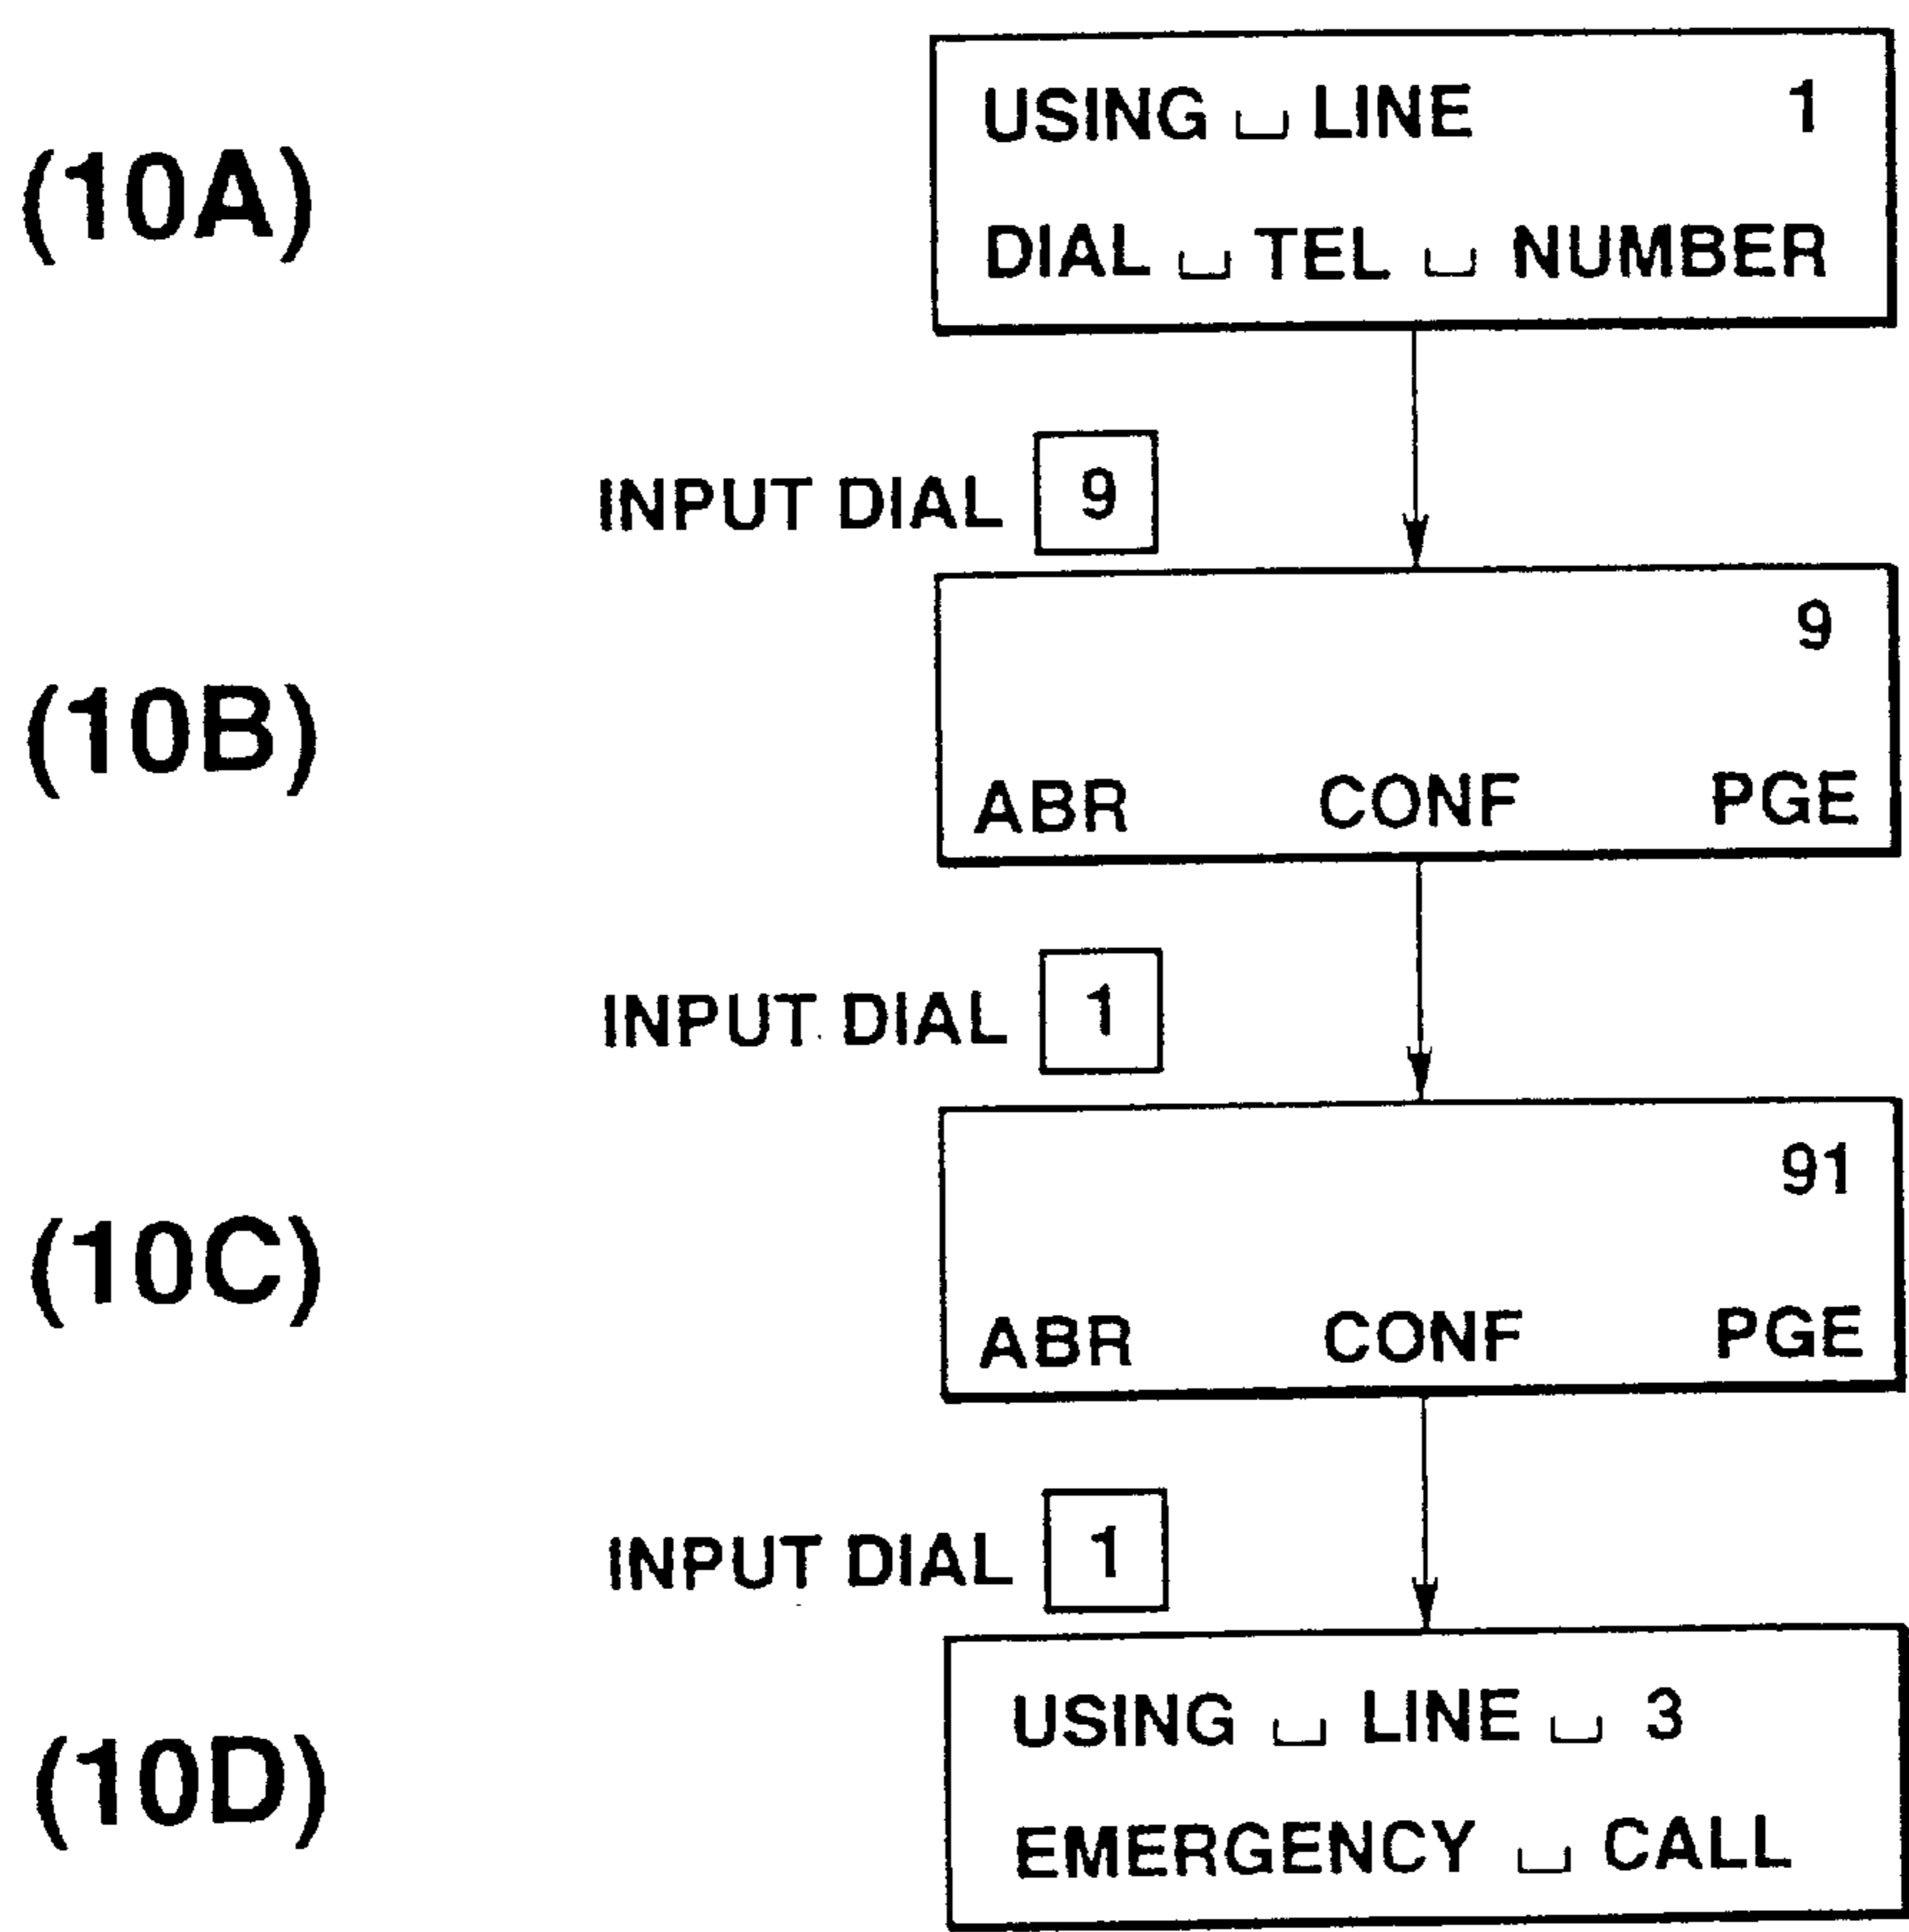 (10A)
USING ␣ LINE 1
DIAL ␣ TEL ␣ NUMBER
INPUT DIAL 9
(10B)
9
ABR CONF PGE
INPUT DIAL 1
(10C)
91
ABR CONF PGE
INPUT DIAL 1
(10D)
USING ␣ LINE ␣ 3
EMERGENCY ␣ CALL